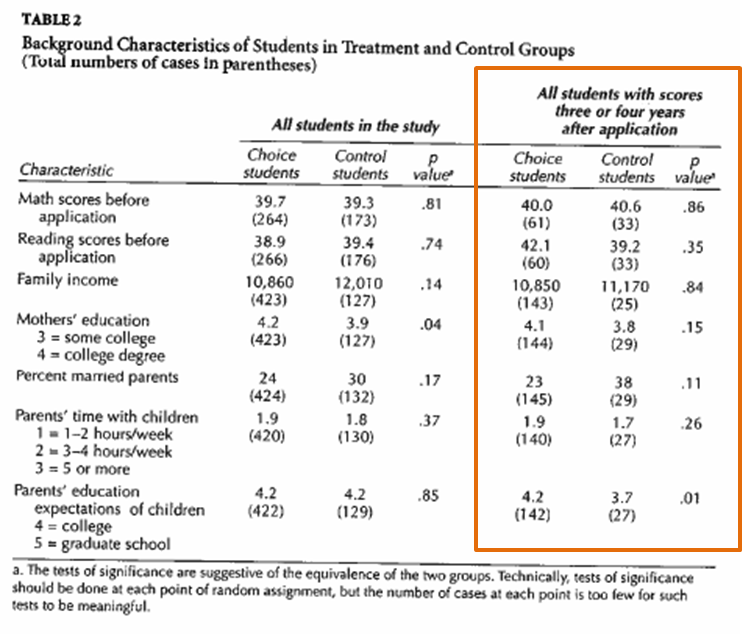 TABLE 2
Background Characteristics of Students in Treatment and Control Groups
(Total numbers of cases in parentheses)
All students in the study
All students with scores
three or four years
after application
Characteristic
Choice students Control students p valueᵃ Choice students Control students p valueᵃ
Math scores before 39.7 39.3 .81 40.0 40.6 .86
application (264) (173) (61) (33)
Reading scores before 38.9 39.4 .74 42.1 39.2 .35
application (266) (176) (60) (33)
Family income 10,860 12,010 .14 10,850 11,170 .84
(423) (127) (143) (25)
Mothers' education 4.2 3.9 .04 4.1 3.8 .15
3 = some college (423) (127) (144) (29)
4 = college degree
Percent married parents 24 30 .17 23 38 .11
(424) (132) (145) (29)
Parents' time with children 1.9 1.8 .37 1.9 1.7 .26
1 = 1–2 hours/week (420) (130) (140) (27)
2 = 3–4 hours/week
3 = 5 or more
Parents' education 4.2 4.2 .85 4.2 3.7 .01
expectations of children (422) (129) (142) (27)
4 = college
5 = graduate school
a. The tests of significance are suggestive of the equivalence of the two groups. Technically, tests of significance
should be done at each point of random assignment, but the number of cases at each point is too few for such
tests to be meaningful.